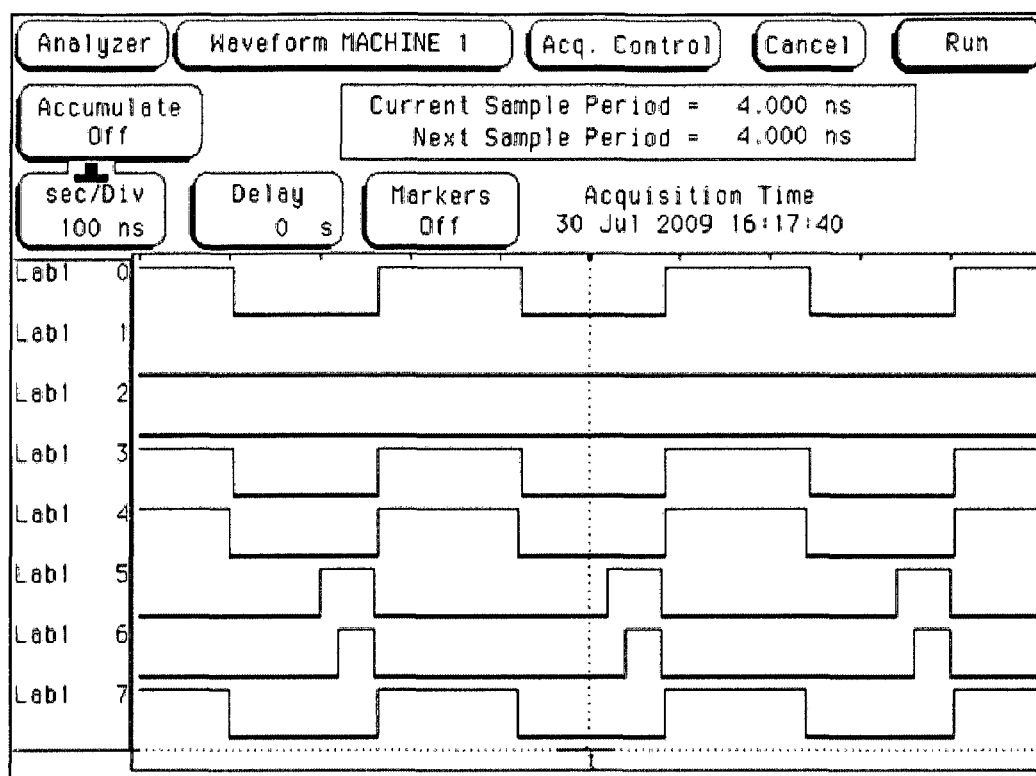 Analyzer Waveform MACHINE 1 Acq. Control Cancel Run
Accumulate
Off
Current Sample Period = 4.000 ns
Next Sample Period = 4.000 ns
sec/Div
100 ns
Delay
0 s
Markers
Off
Acquisition Time
30 Jul 2009 16:17:40
Lab1 0
Lab1 1
Lab1 2
Lab1 3
Lab1 4
Lab1 5
Lab1 6
Lab1 7